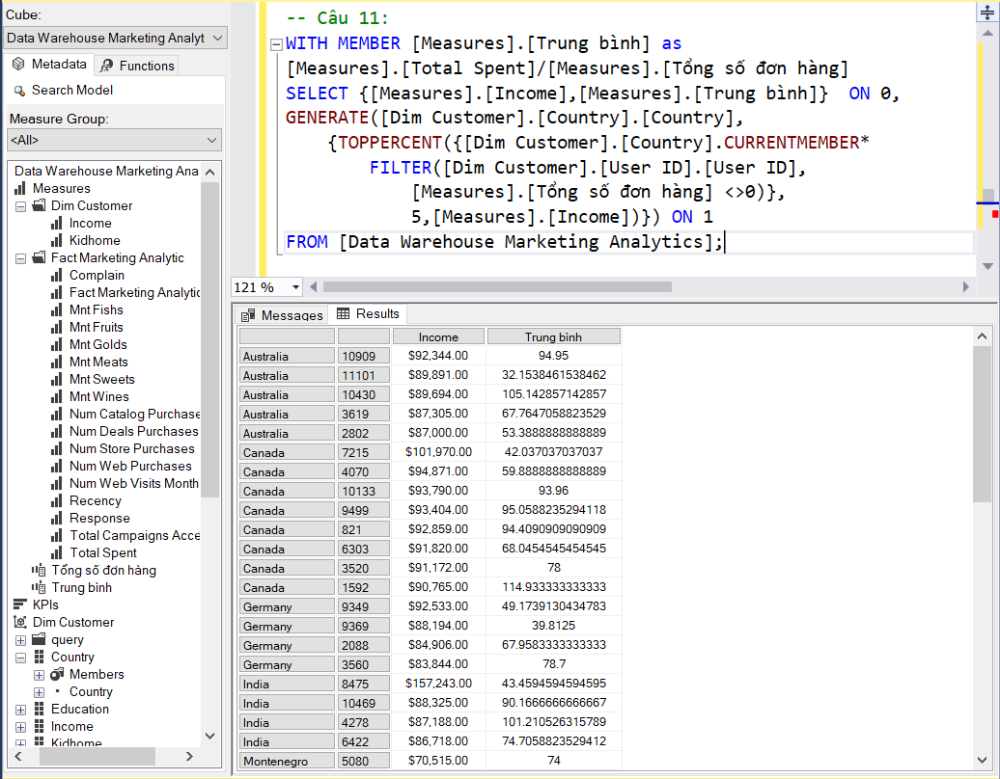 Cube:
Data Warehouse Marketing Analyt
Metadata Functions
Search Model
Measure Group:
<All>
Data Warehouse Marketing Ana
Measures
Dim Customer
Income
Kidhome
Fact Marketing Analytic
Complain
Fact Marketing Analytic
Mnt Fishs
Mnt Fruits
Mnt Golds
Mnt Meats
Mnt Sweets
Mnt Wines
Num Catalog Purchase
Num Deals Purchases
Num Store Purchases
Num Web Purchases
Num Web Visits Month
Recency
Response
Total Campaigns Acce
Total Spent
Tổng số đơn hàng
Trung bình
KPIs
Dim Customer
query
Country
Members
Country
Education
Income
Kidhome
-- Câu 11:
WITH MEMBER [Measures].[Trung bình] as
[Measures].[Total Spent]/[Measures].[Tổng số đơn hàng]
SELECT {[Measures].[Income],[Measures].[Trung bình]}  ON 0,
GENERATE([Dim Customer].[Country].[Country],
{TOPPERCENT({[Dim Customer].[Country].CURRENTMEMBER*
FILTER([Dim Customer].[User ID].[User ID],
[Measures].[Tổng số đơn hàng] <>0)},
5,[Measures].[Income])}) ON 1
FROM [Data Warehouse Marketing Analytics];
121 %
Messages Results
Income Trung bình
Australia 10909 $92,344.00 94.95
Australia 11101 $89,891.00 32.1538461538462
Australia 10430 $89,694.00 105.142857142857
Australia 3619 $87,305.00 67.7647058823529
Australia 2802 $87,000.00 53.3888888888889
Canada 7215 $101,970.00 42.037037037037
Canada 4070 $94,871.00 59.8888888888889
Canada 10133 $93,790.00 93.96
Canada 9499 $93,404.00 95.0588235294118
Canada 821 $92,859.00 94.4090909090909
Canada 6303 $91,820.00 68.0454545454545
Canada 3520 $91,172.00 78
Canada 1592 $90,765.00 114.933333333333
Germany 9349 $92,533.00 49.1739130434783
Germany 9369 $88,194.00 39.8125
Germany 2088 $84,906.00 67.9583333333333
Germany 3560 $83,844.00 78.7
India 8475 $157,243.00 43.4594594594595
India 10469 $88,325.00 90.1666666666667
India 4278 $87,188.00 101.210526315789
India 6422 $86,718.00 74.7058823529412
Montenegro 5080 $70,515.00 74